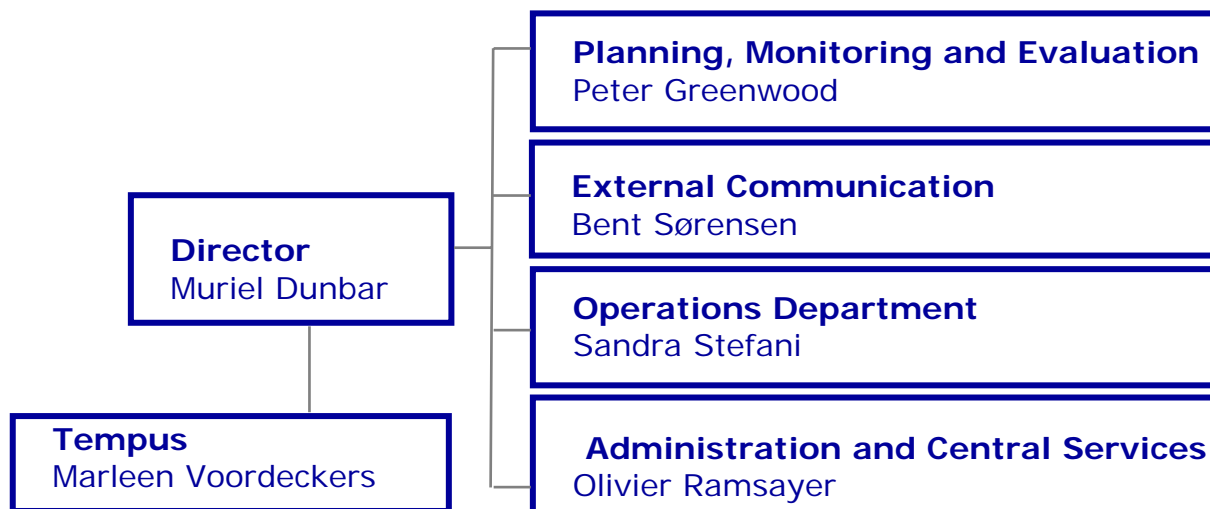 Planning, Monitoring and Evaluation
Peter Greenwood
External Communication
Bent Sørensen
Director
Muriel Dunbar
Operations Department
Sandra Stefani
Tempus
Marleen Voordeckers
Administration and Central Services
Olivier Ramsayer